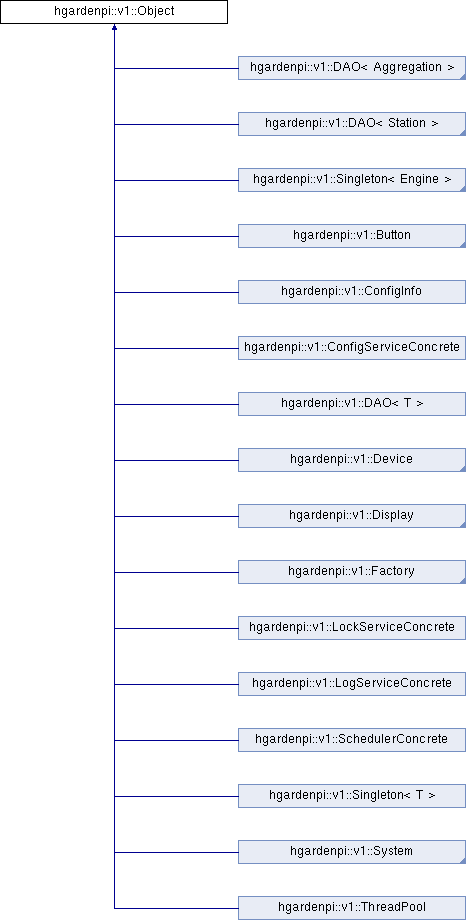 hgardenpi::v1::Object
hgardenpi::v1::DAO< Aggregation >
hgardenpi::v1::DAO< Station >
hgardenpi::v1::Singleton< Engine >
hgardenpi::v1::Button
hgardenpi::v1::ConfigInfo
hgardenpi::v1::ConfigServiceConcrete
hgardenpi::v1::DAO< T >
hgardenpi::v1::Device
hgardenpi::v1::Display
hgardenpi::v1::Factory
hgardenpi::v1::LockServiceConcrete
hgardenpi::v1::LogServiceConcrete
hgardenpi::v1::SchedulerConcrete
hgardenpi::v1::Singleton< T >
hgardenpi::v1::System
hgardenpi::v1::ThreadPool